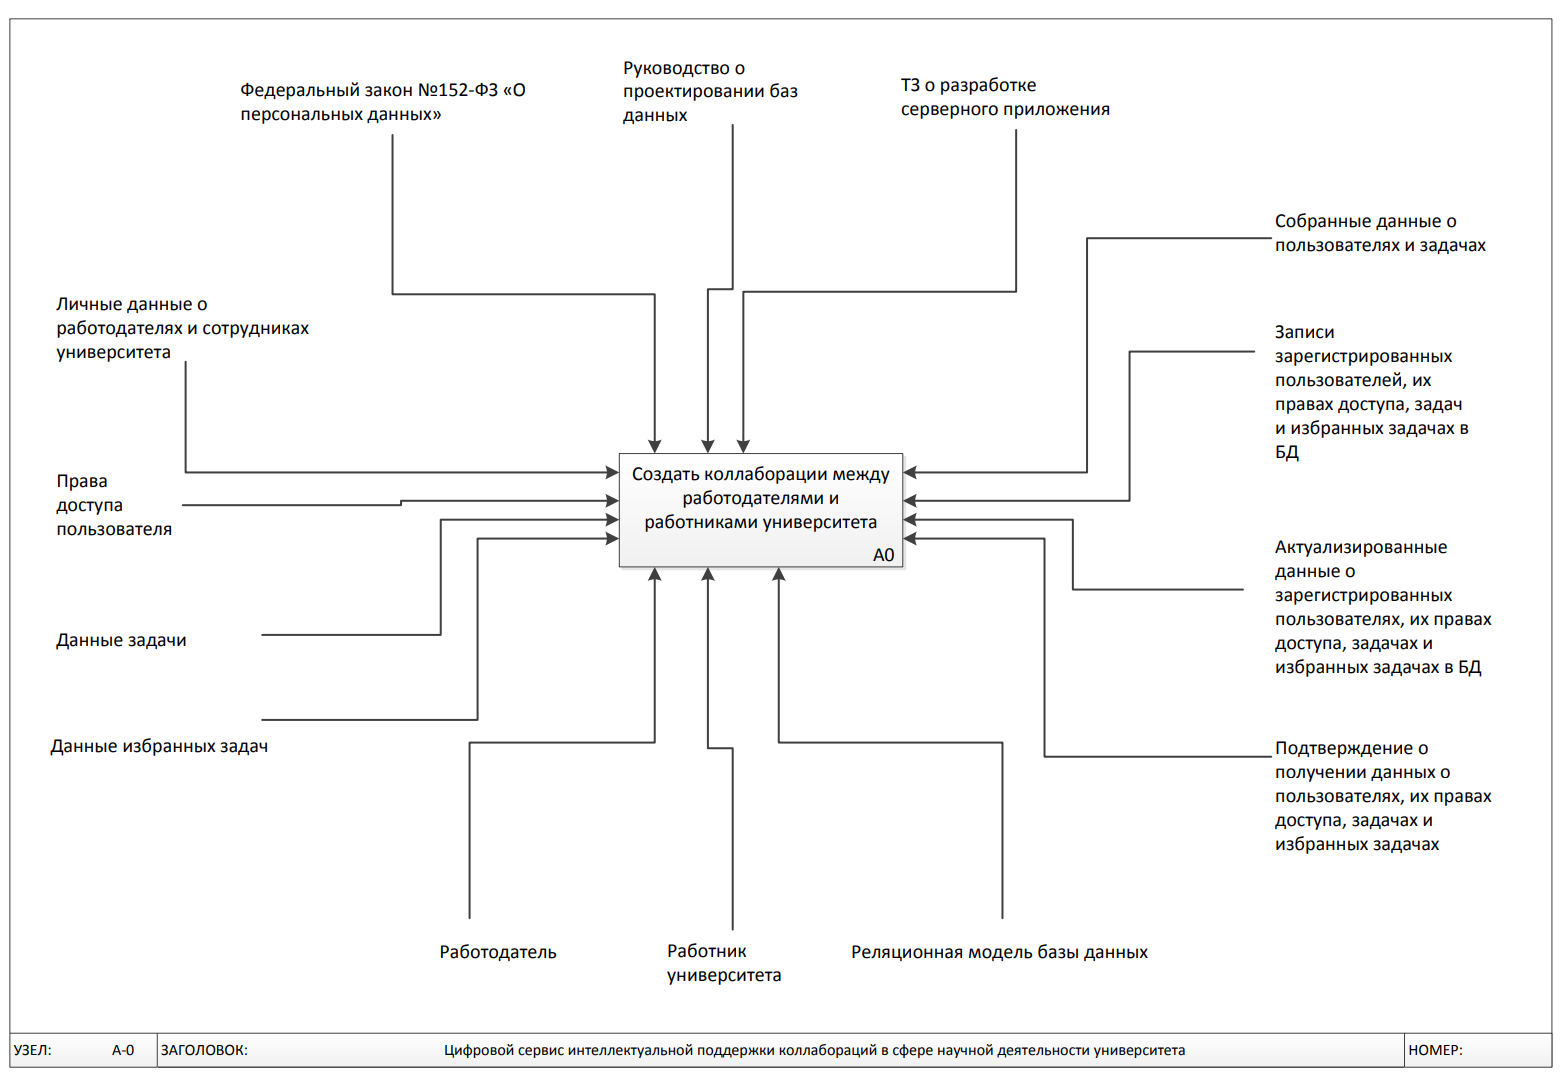 Федеральный закон №152-ФЗ «О
персональных данных»
Руководство о
проектировании баз
данных
ТЗ о разработке
серверного приложения
Собранные данные о
пользователях и задачах
Личные данные о
работодателях и сотрудниках
университета
Записи
зарегистрированных
пользователей, их
правах доступа, задач
и избранных задачах в
БД
Права
доступа
пользователя
Создать коллаборации между
работодателями и
работниками университета
А0
Актуализированные
данные о
зарегистрированных
пользователях, их правах
доступа, задачах и
избранных задачах в БД
Данные задачи
Данные избранных задач
Подтверждение о
получении данных о
пользователях, их правах
доступа, задачах и
избранных задачах
Работодатель
Работник
университета
Реляционная модель базы данных
УЗЕЛ: А-0 ЗАГОЛОВОК: Цифровой сервис интеллектуальной поддержки коллабораций в сфере научной деятельности университета НОМЕР: